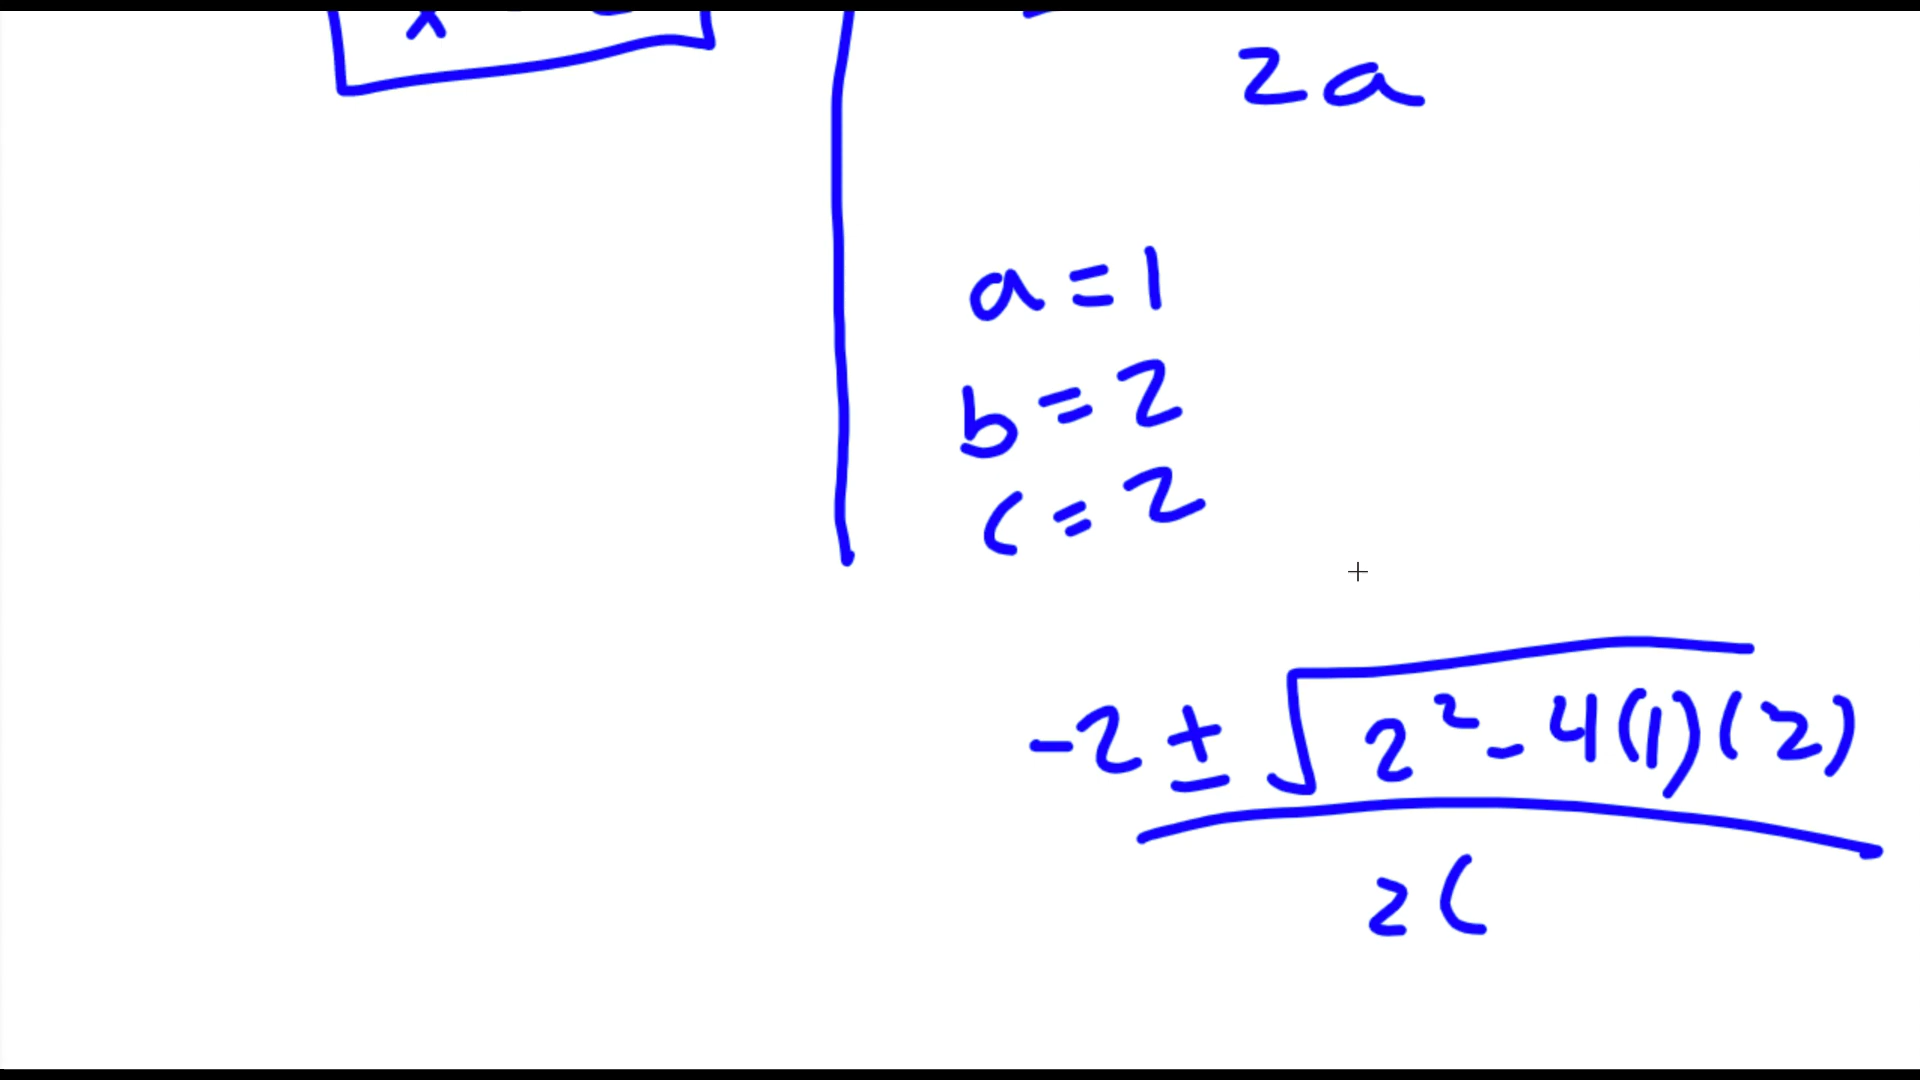 x
2a
a=1
b=2
c=2
-2 ± √2²-4(1)(2)
2(